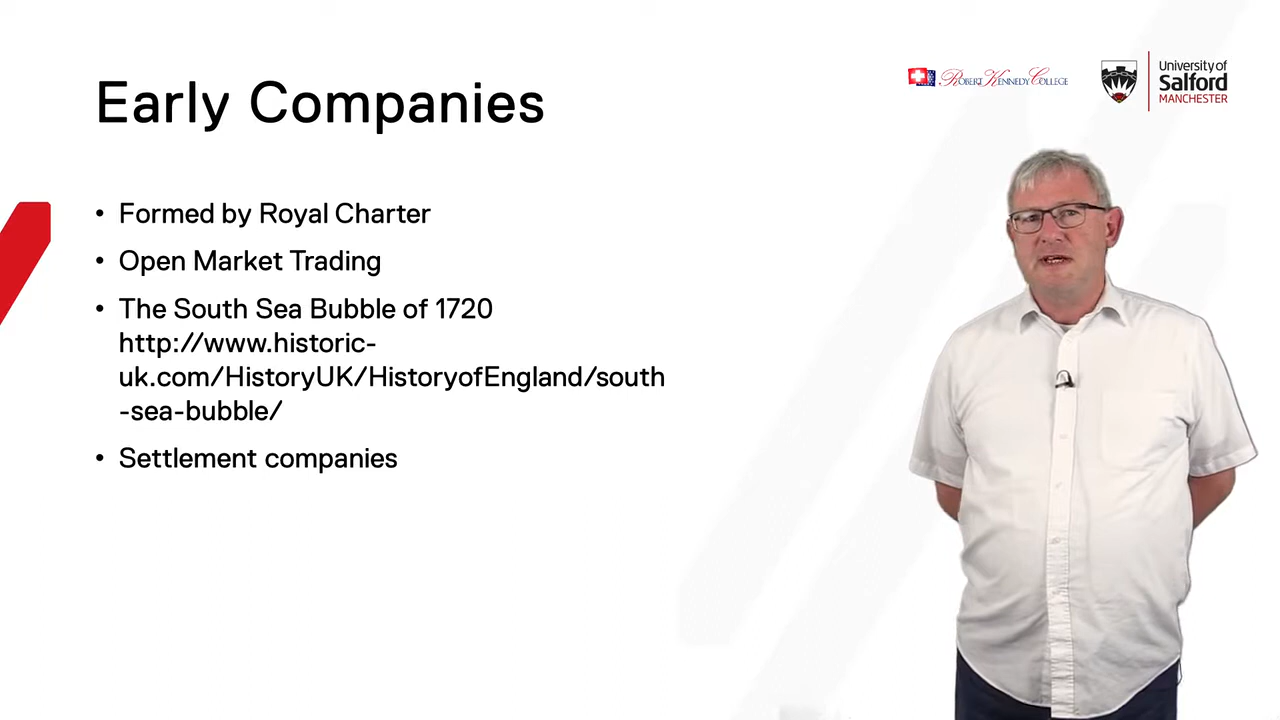 Early Companies
ROBERT KENNEDY COLLEGE
University of
Salford
MANCHESTER
• Formed by Royal Charter
• Open Market Trading
• The South Sea Bubble of 1720
http://www.historic-
uk.com/HistoryUK/HistoryofEngland/south
-sea-bubble/
• Settlement companies